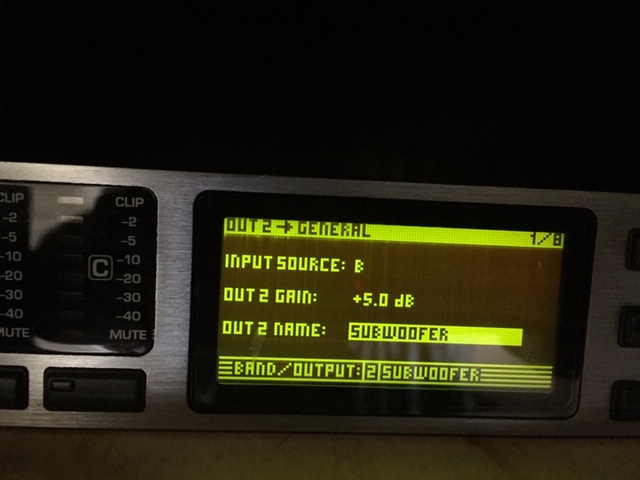 CLIP
-2
-5
-10
-20
-30
-40
MUTE
C
CLIP
-2
-5
-10
-20
-30
-40
MUTE
OUT 2→GENERAL 1/8
INPUT SOURCE: B
OUT 2 GAIN: +5.0 dB
OUT 2 NAME: SUBWOOFER
BAND/OUTPUT: 2 SUBWOOFER